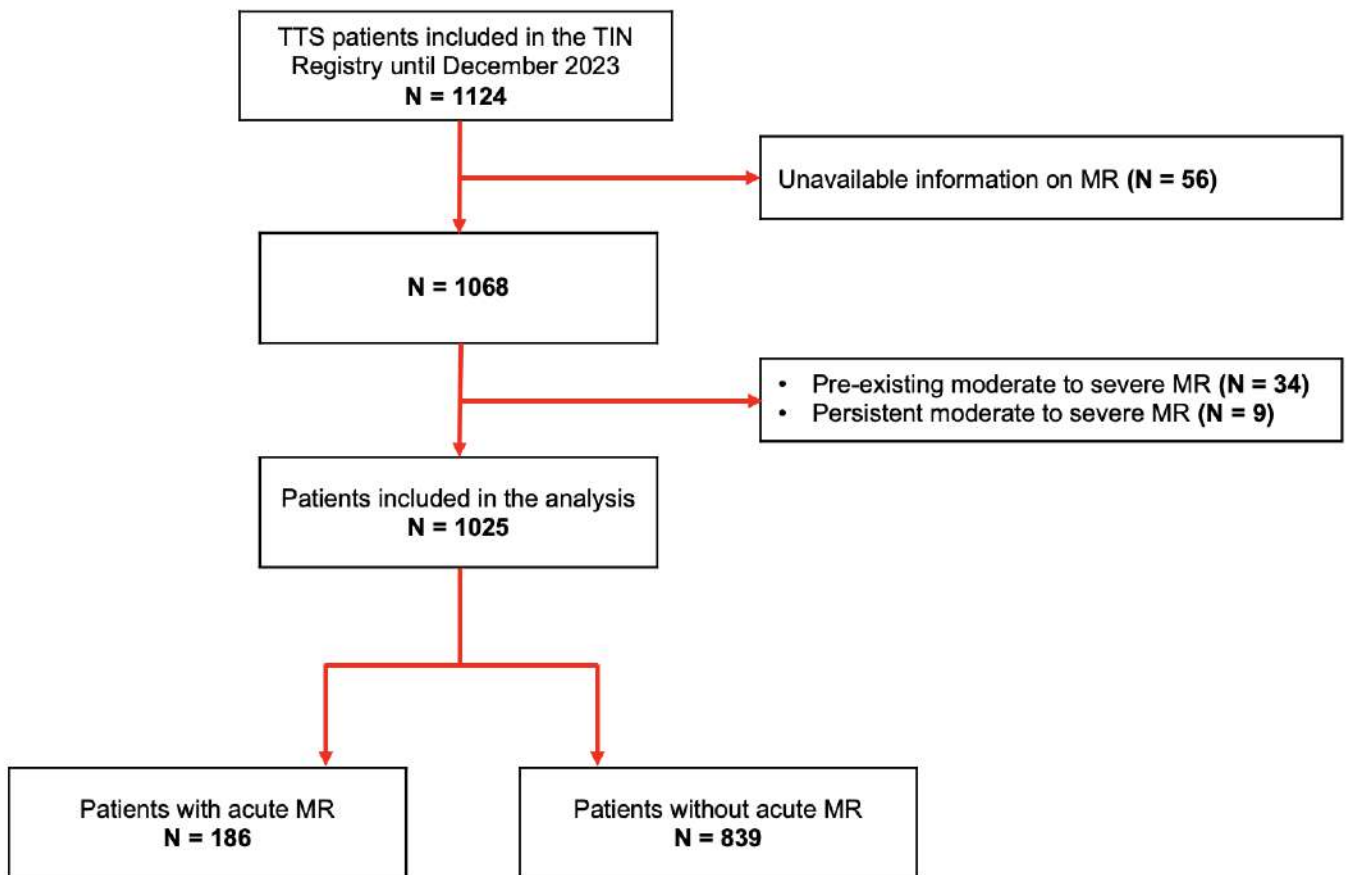 TTS patients included in the TIN
Registry until December 2023
N = 1124
Unavailable information on MR (N = 56)
N = 1068
• Pre-existing moderate to severe MR (N = 34)
• Persistent moderate to severe MR (N = 9)
Patients included in the analysis
N = 1025
Patients with acute MR
N = 186
Patients without acute MR
N = 839